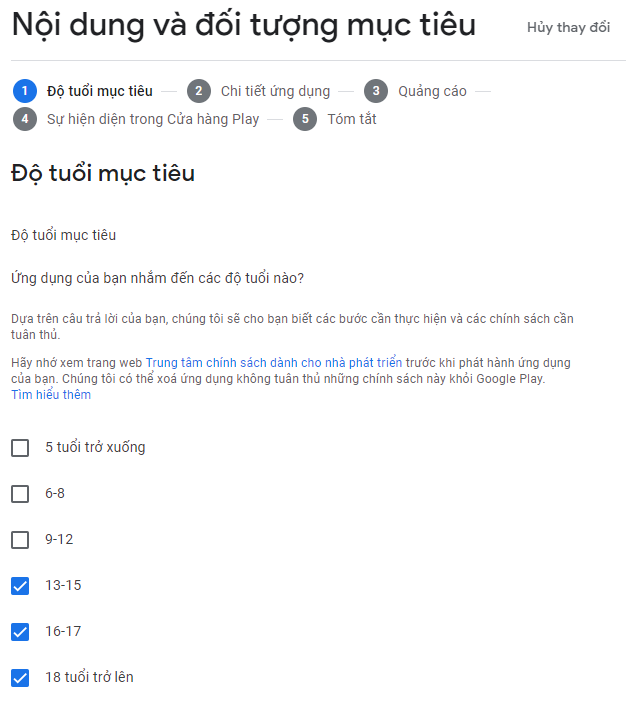 Nội dung và đối tượng mục tiêu
Hủy thay đổi
1 Độ tuổi mục tiêu 2 Chi tiết ứng dụng 3 Quảng cáo
4 Sự hiện diện trong Cửa hàng Play 5 Tóm tắt
Độ tuổi mục tiêu
Độ tuổi mục tiêu
Ứng dụng của bạn nhắm đến các độ tuổi nào?
Dựa trên câu trả lời của bạn, chúng tôi sẽ cho bạn biết các bước cần thực hiện và các chính sách cần
tuân thủ.
Hãy nhớ xem trang web Trung tâm chính sách dành cho nhà phát triển trước khi phát hành ứng dụng
của bạn. Chúng tôi có thể xoá ứng dụng không tuân thủ những chính sách này khỏi Google Play.
Tìm hiểu thêm
5 tuổi trở xuống
6-8
9-12
13-15
16-17
18 tuổi trở lên